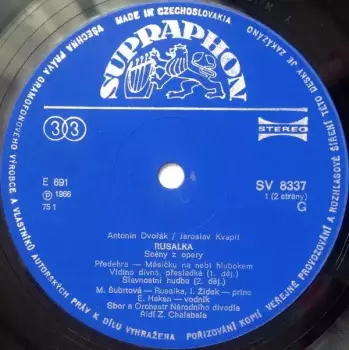 MADE IN CZECHOSLOVAKIA
VŠECHNA PRÁVA GRAMOFONOVÉHO VÝROBCE A VLASTNÍKŮ AUTORSKÝCH PRÁV K DÍLU VYHRAŽENA
POŘIZOVÁNÍ KOPIÍ VEŘEJNÉ PROVOZOVÁNÍ A ROZHLASOVÉ ŠÍŘENÍ TÉTO DESKY JE ZAKÁZÁNO
SUPRAPHON
33
STEREO
E 691
℗ 1966
75 1
SV 8337
1 (2 strany)
G
Antonín Dvořák / Jaroslav Kvapil
RUSALKA
Scény z opery
Předehra — Měsíčku na nebi hlubokém
Vidino divná, přesladká (1. děj.)
Slavnostní hudba (2. děj.)
M. Šubrtová — Rusalka, I. Žídek — princ
E. Haken — vodník
Sbor a Orchestr Národního divadla
řídí Z. Chalabala